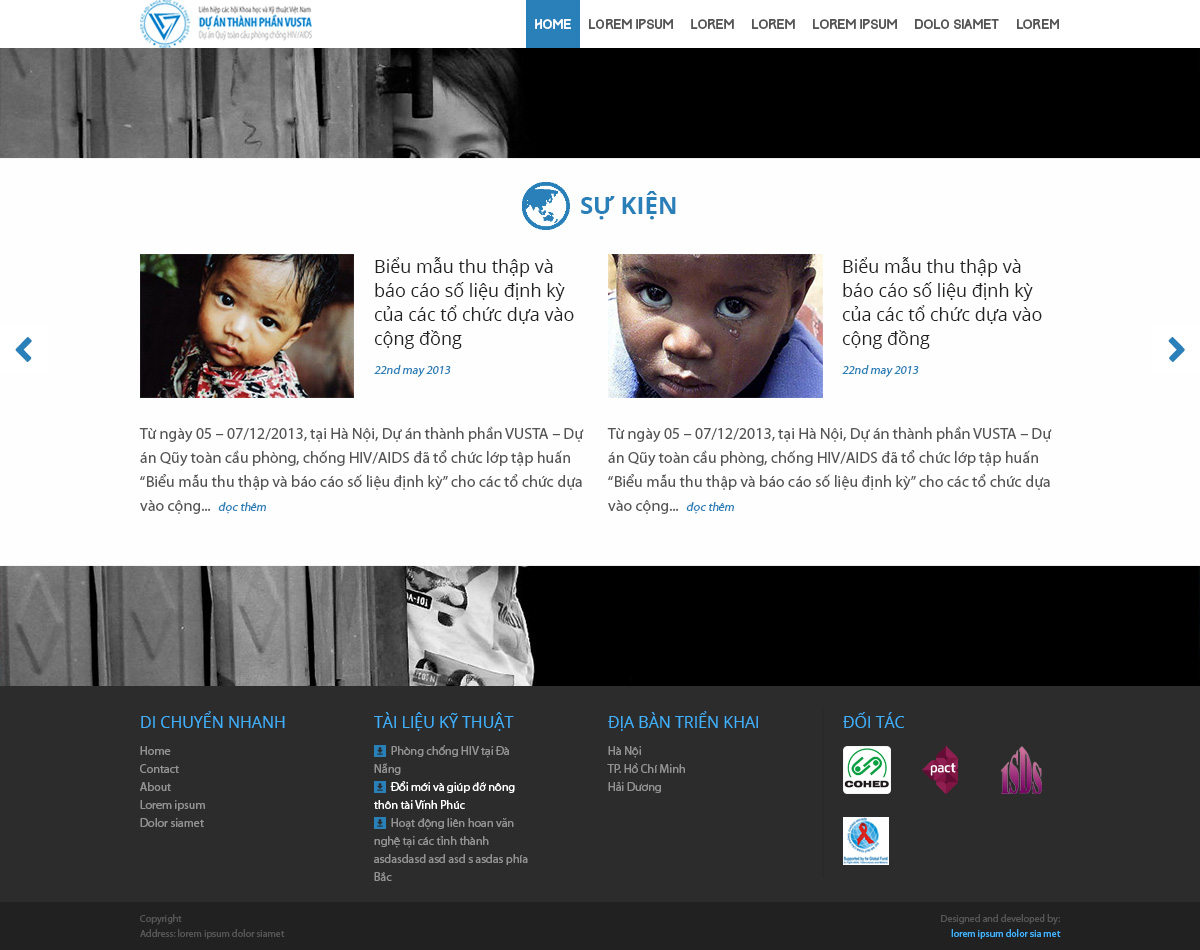 Liên hiệp các hội Khoa học và Kỹ thuật Việt Nam
DỰ ÁN THÀNH PHẦN VUSTA
Dự án Quỹ toàn cầu phòng chống HIV/AIDS
HOME LOREM IPSUM LOREM LOREM LOREM IPSUM DOLO SIAMET LOREM
SỰ KIỆN
Biểu mẫu thu thập và
báo cáo số liệu định kỳ
của các tổ chức dựa vào
cộng đồng
22nd may 2013
Từ ngày 05 – 07/12/2013, tại Hà Nội, Dự án thành phần VUSTA – Dự
án Qũy toàn cầu phòng, chống HIV/AIDS đã tổ chức lớp tập huấn
“Biểu mẫu thu thập và báo cáo số liệu định kỳ” cho các tổ chức dựa
vào cộng... đọc thêm
Biểu mẫu thu thập và
báo cáo số liệu định kỳ
của các tổ chức dựa vào
cộng đồng
22nd may 2013
Từ ngày 05 – 07/12/2013, tại Hà Nội, Dự án thành phần VUSTA – Dự
án Qũy toàn cầu phòng, chống HIV/AIDS đã tổ chức lớp tập huấn
“Biểu mẫu thu thập và báo cáo số liệu định kỳ” cho các tổ chức dựa
vào cộng... đọc thêm
DI CHUYỂN NHANH
Home
Contact
About
Lorem ipsum
Dolor siamet
TÀI LIỆU KỸ THUẬT
Phòng chống HIV tại Đà
Nẵng
Đổi mới và giúp đỡ nông
thôn tài Vĩnh Phúc
Hoạt động liên hoan văn
nghệ tại các tỉnh thành
asdasdasd asd asd s asdas phía
Bắc
ĐỊA BÀN TRIỂN KHAI
Hà Nội
TP. Hồ Chí Minh
Hải Dương
ĐỐI TÁC
COHED
pact
ISDS
Copyright
Address: lorem ipsum dolor siamet
Designed and developed by:
lorem ipsum dolor sia met